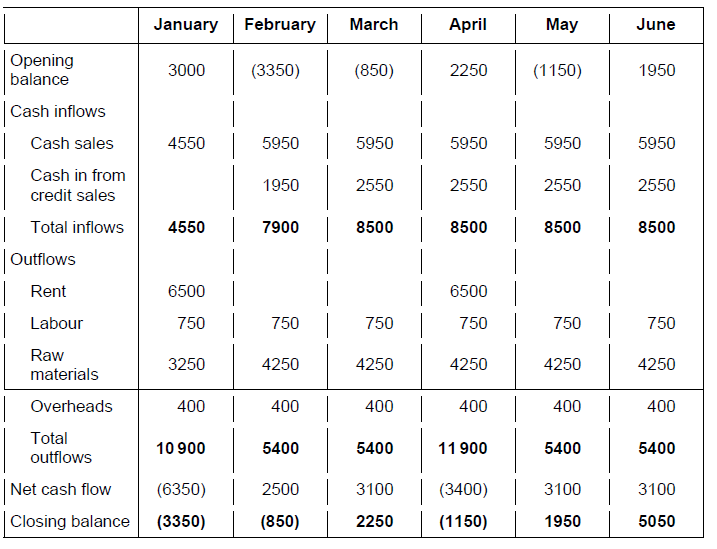 January February March April May June
Opening
balance 3000 (3350) (850) 2250 (1150) 1950
Cash inflows
Cash sales 4550 5950 5950 5950 5950 5950
Cash in from
credit sales 1950 2550 2550 2550 2550
Total inflows 4550 7900 8500 8500 8500 8500
Outflows
Rent 6500 6500
Labour 750 750 750 750 750 750
Raw
materials 3250 4250 4250 4250 4250 4250
Overheads 400 400 400 400 400 400
Total
outflows 10 900 5400 5400 11 900 5400 5400
Net cash flow (6350) 2500 3100 (3400) 3100 3100
Closing balance (3350) (850) 2250 (1150) 1950 5050